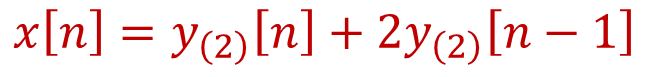 x[n] = y₍₂₎[n] + 2y₍₂₎[n − 1]